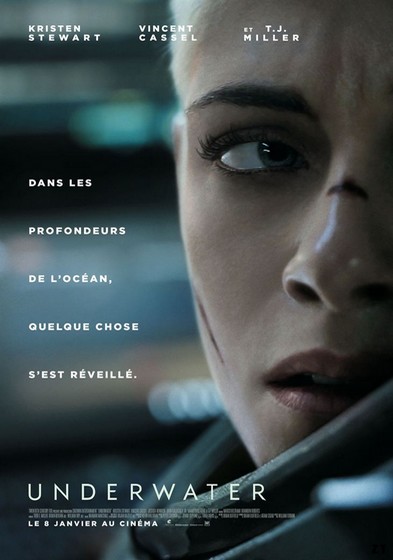 KRISTEN
STEWART
VINCENT
CASSEL
ET T.J.
MILLER
DANS LES
PROFONDEURS
DE L'OCÉAN,
QUELQUE CHOSE
S'EST RÉVEILLÉ.
UNDERWATER
LE 8 JANVIER AU CINÉMA